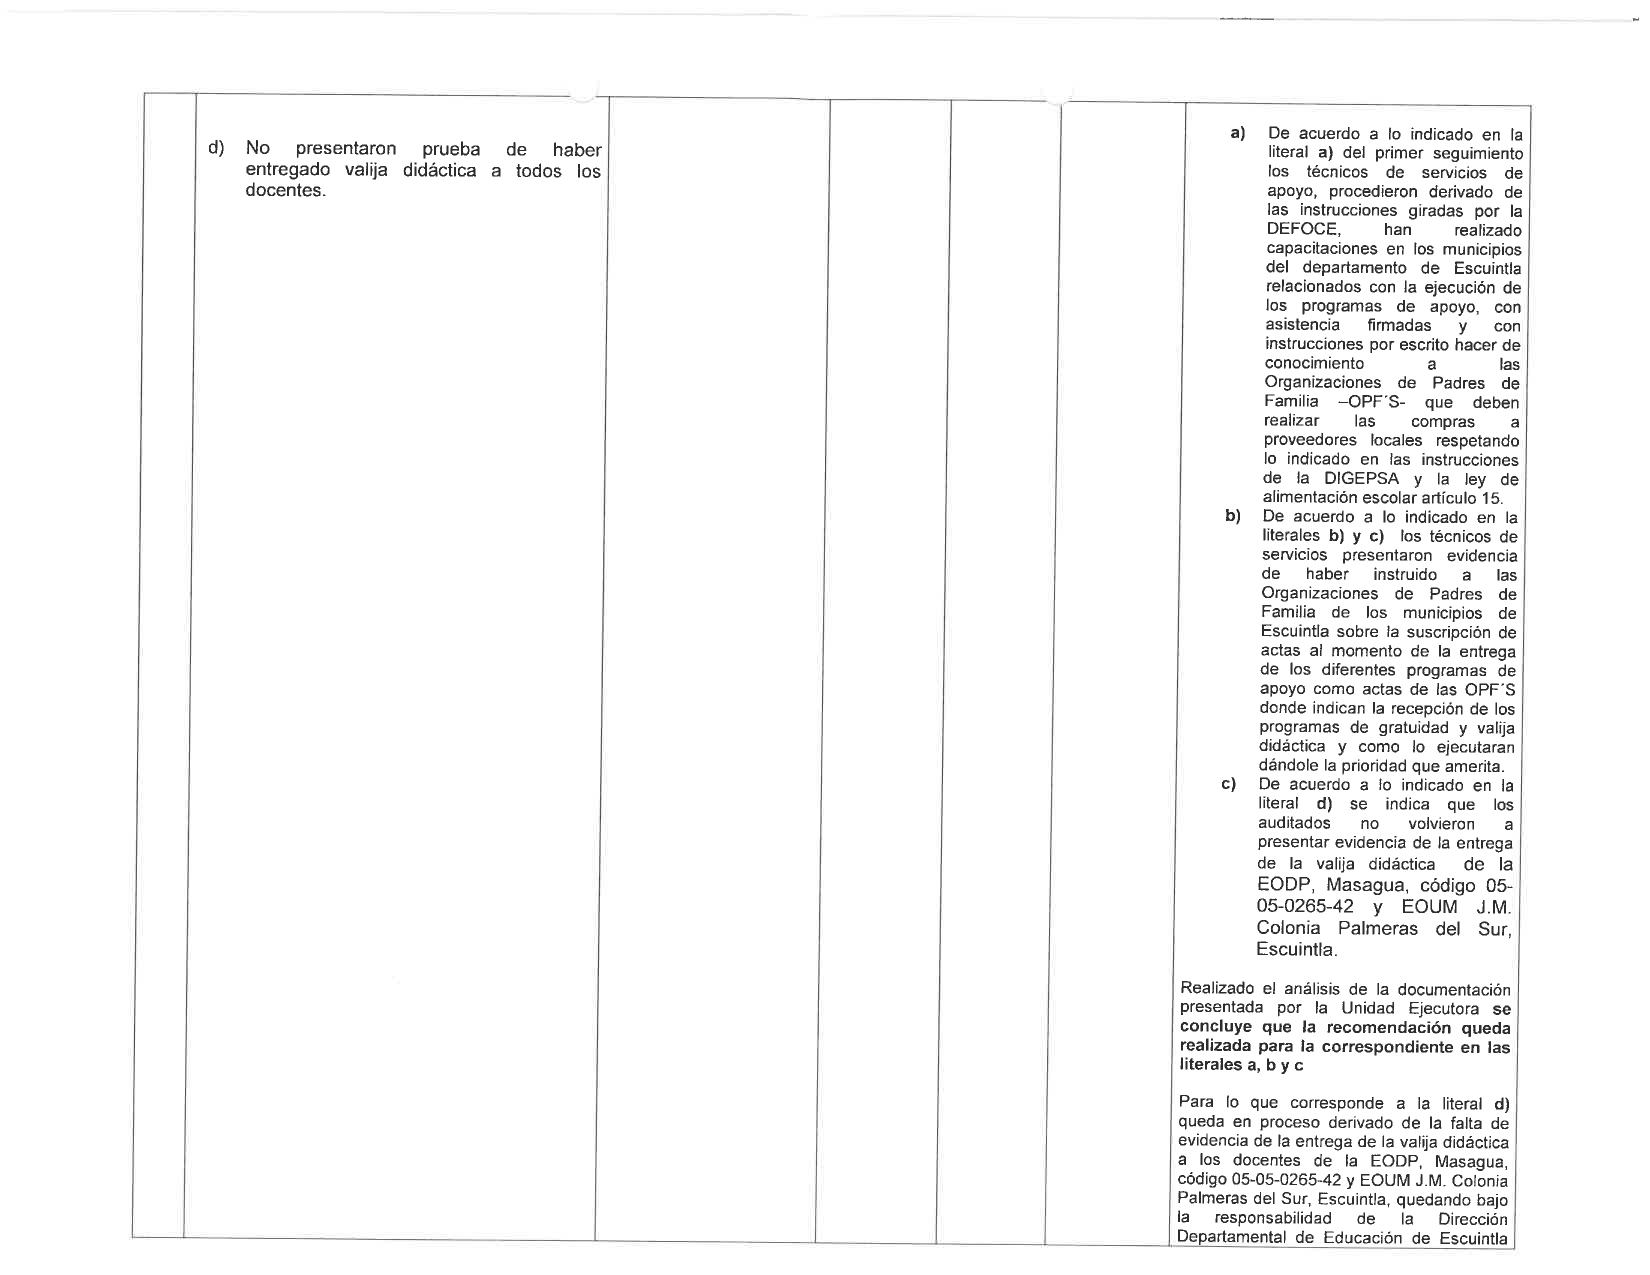 d) No presentaron prueba de haber
entregado valija didáctica a todos los
docentes.
a) De acuerdo a lo indicado en la
literal a) del primer seguimiento
los técnicos de servicios de
apoyo, procedieron derivado de
las instrucciones giradas por la
DEFOCE, han realizado
capacitaciones en los municipios
del departamento de Escuintla
relacionados con la ejecución de
los programas de apoyo, con
asistencia firmadas y con
instrucciones por escrito hacer de
conocimiento a las
Organizaciones de Padres de
Familia –OPF´S- que deben
realizar las compras a
proveedores locales respetando
lo indicado en las instrucciones
de la DIGEPSA y la ley de
alimentación escolar artículo 15.
b) De acuerdo a lo indicado en la
literales b) y c) los técnicos de
servicios presentaron evidencia
de haber instruido a las
Organizaciones de Padres de
Familia de los municipios de
Escuintla sobre la suscripción de
actas al momento de la entrega
de los diferentes programas de
apoyo como actas de las OPF´S
donde indican la recepción de los
programas de gratuidad y valija
didáctica y como lo ejecutaran
dándole la prioridad que amerita.
c) De acuerdo a lo indicado en la
literal d) se indica que los
auditados no volvieron a
presentar evidencia de la entrega
de la valija didáctica de la
EODP, Masagua, código 05-
05-0265-42 y EOUM J.M.
Colonia Palmeras del Sur,
Escuintla.
Realizado el análisis de la documentación
presentada por la Unidad Ejecutora se
concluye que la recomendación queda
realizada para la correspondiente en las
literales a, b y c
Para lo que corresponde a la literal d)
queda en proceso derivado de la falta de
evidencia de la entrega de la valija didáctica
a los docentes de la EODP, Masagua,
código 05-05-0265-42 y EOUM J.M. Colonia
Palmeras del Sur, Escuintla, quedando bajo
la responsabilidad de la Dirección
Departamental de Educación de Escuintla